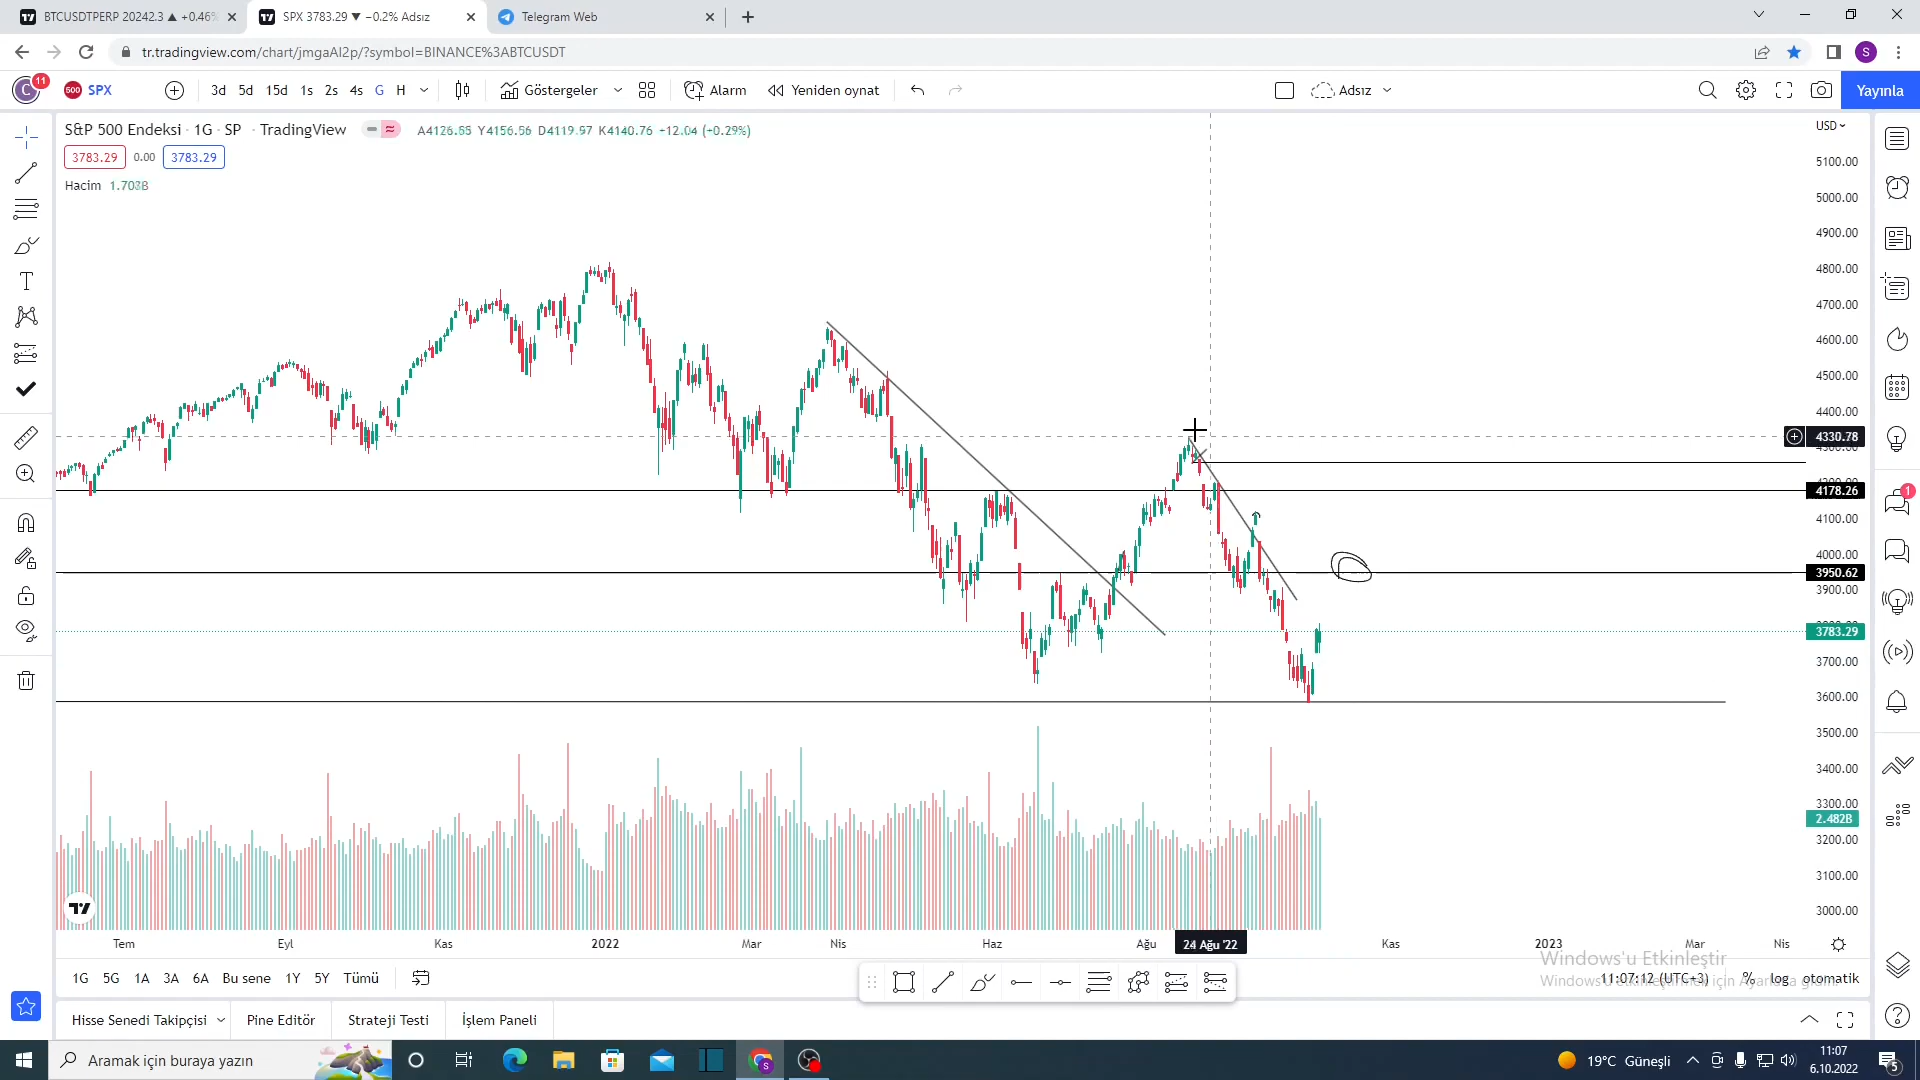 BTCUSDTPERP 20242.3 ▲ +0.46%
SPX 3783.29 ▼ −0.2% Adsız
Telegram Web
tr.tradingview.com/chart/jmgaAI2p/?symbol=BINANCE%3ABTCUSDT
S
C
11
500 SPX
3d 5d 15d 1s 2s 4s G H
Göstergeler
Alarm
Yeniden oynat
Adsız
Yayınla
S&P 500 Endeksi · 1G · SP · TradingView
A4126.55 Y4156.56 D4119.97 K4140.76 +12.04 (+0.29%)
USD
3783.29 0.00 3783.29
Hacim
5100.00
5000.00
4900.00
4800.00
4700.00
4600.00
4500.00
4400.00
4330.78
4300.00
4178.26
4100.00
4000.00
3950.62
3900.00
3783.29
3700.00
3600.00
3500.00
3400.00
3300.00
2.482B
3200.00
3100.00
3000.00
1
Tem Eyl Kas 2022 Mar Nis Haz Ağu 24 Ağu '22 Kas 2023 Mar Nis
Windows'u Etkinleştir
1G 5G 1A 3A 6A Bu sene 1Y 5Y Tümü
11:07:12 (UTC+3) % log otomatik
Hisse Senedi Takipçisi Pine Editör Strateji Testi İşlem Paneli
Aramak için buraya yazın
S
19°C Güneşli
11:07
6.10.2022
5